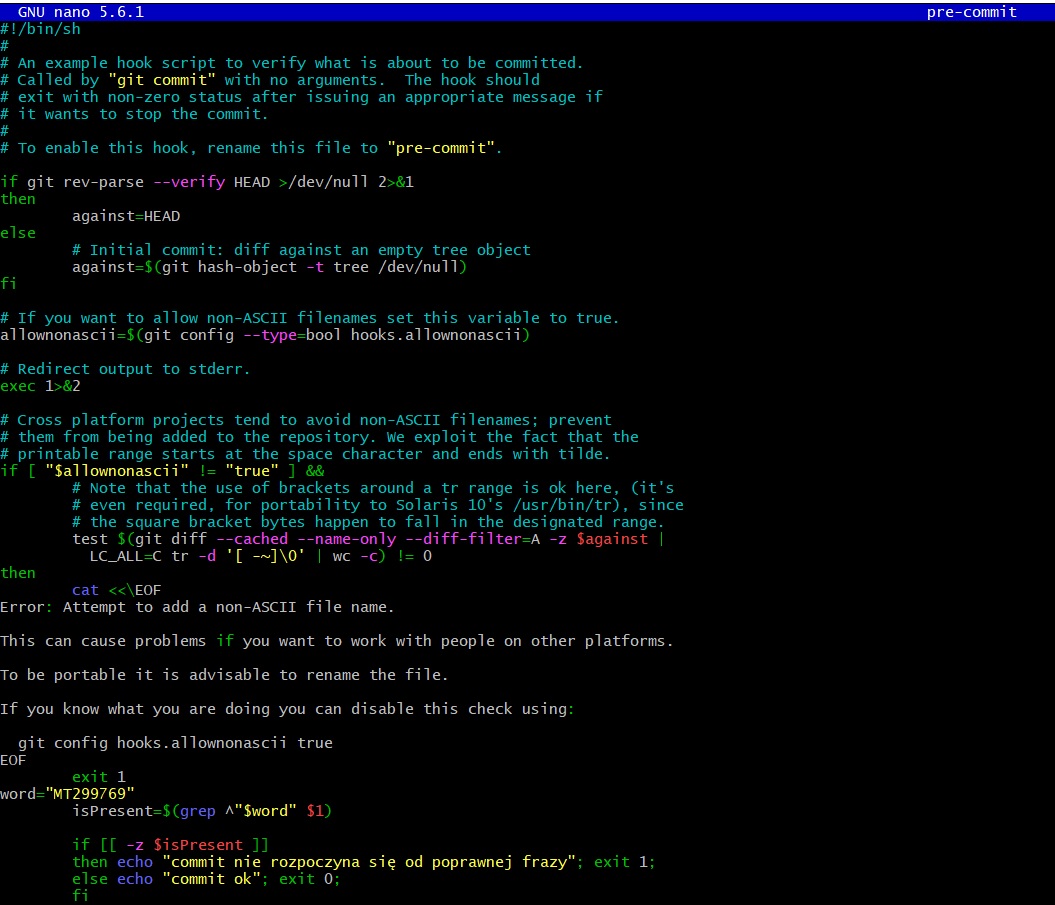 GNU nano 5.6.1 pre-commit
#!/bin/sh
#
# An example hook script to verify what is about to be committed.
# Called by "git commit" with no arguments.  The hook should
# exit with non-zero status after issuing an appropriate message if
# it wants to stop the commit.
#
# To enable this hook, rename this file to "pre-commit".

if git rev-parse --verify HEAD >/dev/null 2>&1
then
        against=HEAD
else
        # Initial commit: diff against an empty tree object
        against=$(git hash-object -t tree /dev/null)
fi

# If you want to allow non-ASCII filenames set this variable to true.
allownonascii=$(git config --type=bool hooks.allownonascii)

# Redirect output to stderr.
exec 1>&2

# Cross platform projects tend to avoid non-ASCII filenames; prevent
# them from being added to the repository. We exploit the fact that the
# printable range starts at the space character and ends with tilde.
if [ "$allownonascii" != "true" ] &&
        # Note that the use of brackets around a tr range is ok here, (it's
        # even required, for portability to Solaris 10's /usr/bin/tr), since
        # the square bracket bytes happen to fall in the designated range.
        test $(git diff --cached --name-only --diff-filter=A -z $against |
          LC_ALL=C tr -d '[ -~]\0' | wc -c) != 0
then
        cat <<\EOF
Error: Attempt to add a non-ASCII file name.

This can cause problems if you want to work with people on other platforms.

To be portable it is advisable to rename the file.

If you know what you are doing you can disable this check using:

  git config hooks.allownonascii true
EOF
        exit 1
word="MT299769"
        isPresent=$(grep ^"$word" $1)

        if [[ -z $isPresent ]]
        then echo "commit nie rozpoczyna się od poprawnej frazy"; exit 1;
        else echo "commit ok"; exit 0;
        fi